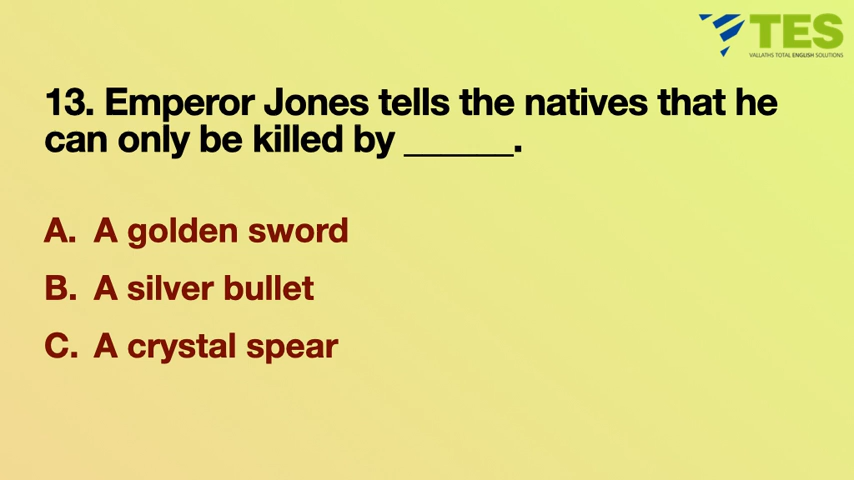 TES
VALLATHS TOTAL ENGLISH SOLUTIONS
13. Emperor Jones tells the natives that he
can only be killed by ______.
A. A golden sword
B. A silver bullet
C. A crystal spear